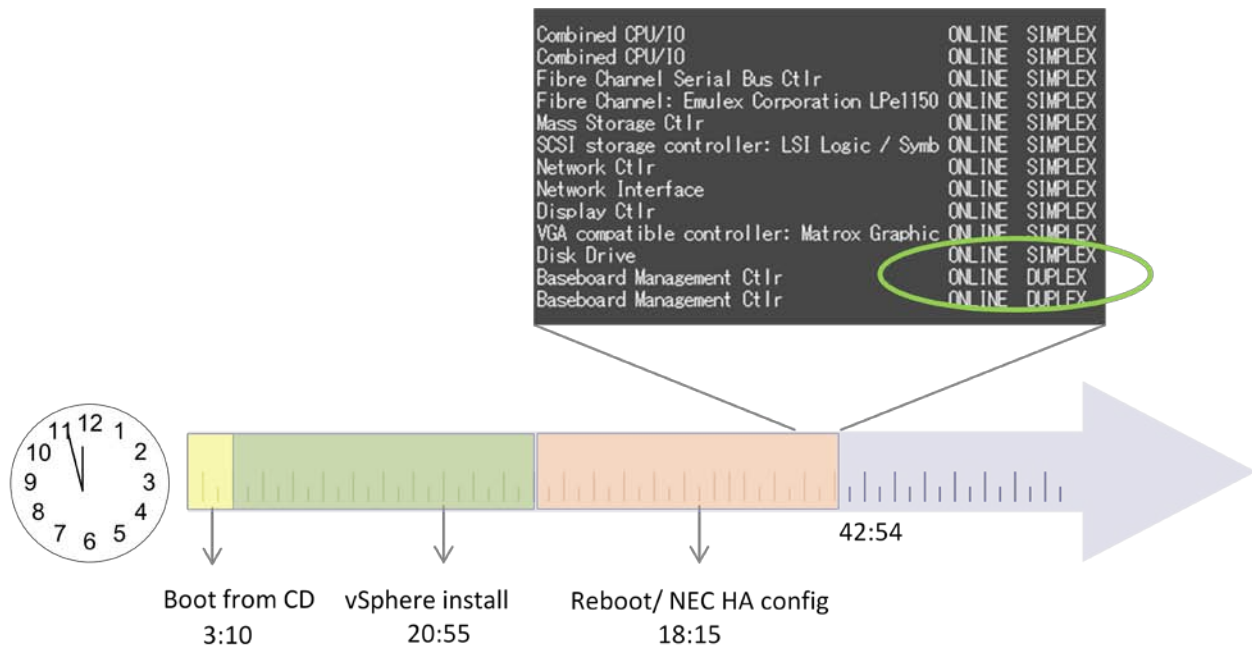 Combined CPU/IO ONLINE SIMPLEX
Combined CPU/IO ONLINE SIMPLEX
Fibre Channel Serial Bus Ctlr ONLINE SIMPLEX
Fibre Channel: Emulex Corporation LPe1150 ONLINE SIMPLEX
Mass Storage Ctlr ONLINE SIMPLEX
SCSI storage controller: LSI Logic / Symb ONLINE SIMPLEX
Network Ctlr ONLINE SIMPLEX
Network Interface ONLINE SIMPLEX
Display Ctlr ONLINE SIMPLEX
VGA compatible controller: Matrox Graphic ONLINE SIMPLEX
Disk Drive ONLINE SIMPLEX
Baseboard Management Ctlr ONLINE DUPLEX
Baseboard Management Ctlr ONLINE DUPLEX
12
1
2
3
4
5
6
7
8
9
10
11
42:54
Boot from CD
3:10
vSphere install
20:55
Reboot/ NEC HA config
18:15